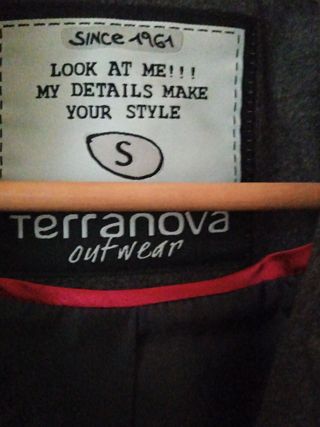 SINCE 1961
LOOK AT ME!!!
MY DETAILS MAKE
YOUR STYLE
S
Terranova
outwear